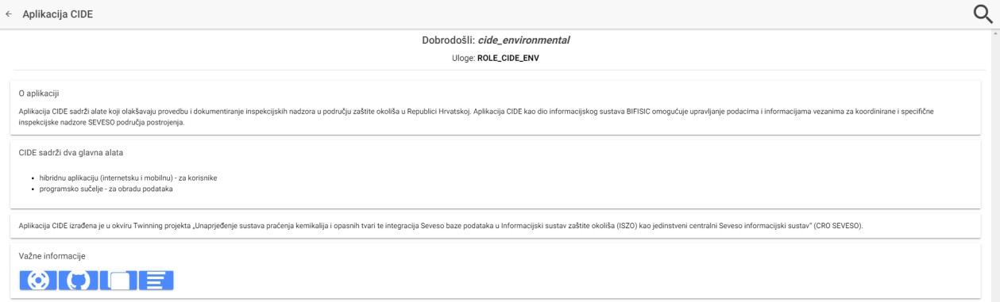 Aplikacija CIDE
Dobrodošli: cide_environmental
Uloge: ROLE_CIDE_ENV
O aplikaciji
Aplikacija CIDE sadrži alate koji olakšavaju provedbu i dokumentiranje inspekcijskih nadzora u području zaštite okoliša u Republici Hrvatskoj. Aplikacija CIDE kao dio informacijskog sustava BIFISIC omogućuje upravljanje podacima i informacijama vezanima za koordinirane i specifične
inspekcijske nadzore SEVESO područja postrojenja.
CIDE sadrži dva glavna alata
• hibridnu aplikaciju (internetsku i mobilnu) - za korisnike
• programsko sučelje - za obradu podataka
Aplikacija CIDE izrađena je u okviru Twinning projekta „Unaprjeđenje sustava praćenja kemikalija i opasnih tvari te integracija Seveso baze podataka u Informacijski sustav zaštite okoliša (ISZO) kao jedinstveni centralni Seveso informacijski sustav“ (CRO SEVESO).
Važne informacije